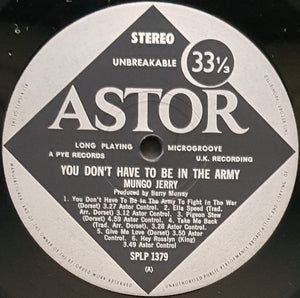 STEREO
UNBREAKABLE
33⅓
ASTOR
LONG PLAYING MICROGROOVE
A PYE RECORDS U.K. RECORDING
YOU DON'T HAVE TO BE IN THE ARMY
MUNGO JERRY
Produced by Barry Murray
1. You Don't Have To Be In The Army To Fight In The War
(Dorset) 3.27 Astor Control. 2. Ella Speed (Trad.
Arr. Dorset) 3.12 Astor Control. 3. Pigeon Stew
(Dorset) 4.59 Astor Control. 4. Take Me Back
(Trad. Arr. Dorset) 3.28 Astor Control.
5. Give Me Love (Dorset) 3.50 Astor
Control. 6. Hey Rosalyn (King)
3.49 Astor Control
SPLP 1379
(A)